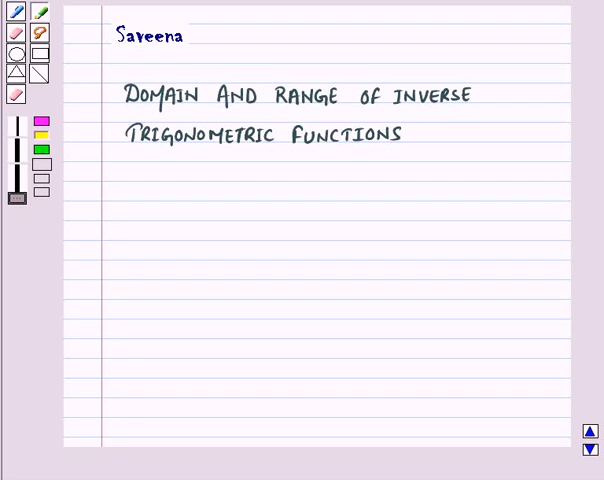 Saveena
DOMAIN AND RANGE OF INVERSE
TRIGONOMETRIC FUNCTIONS